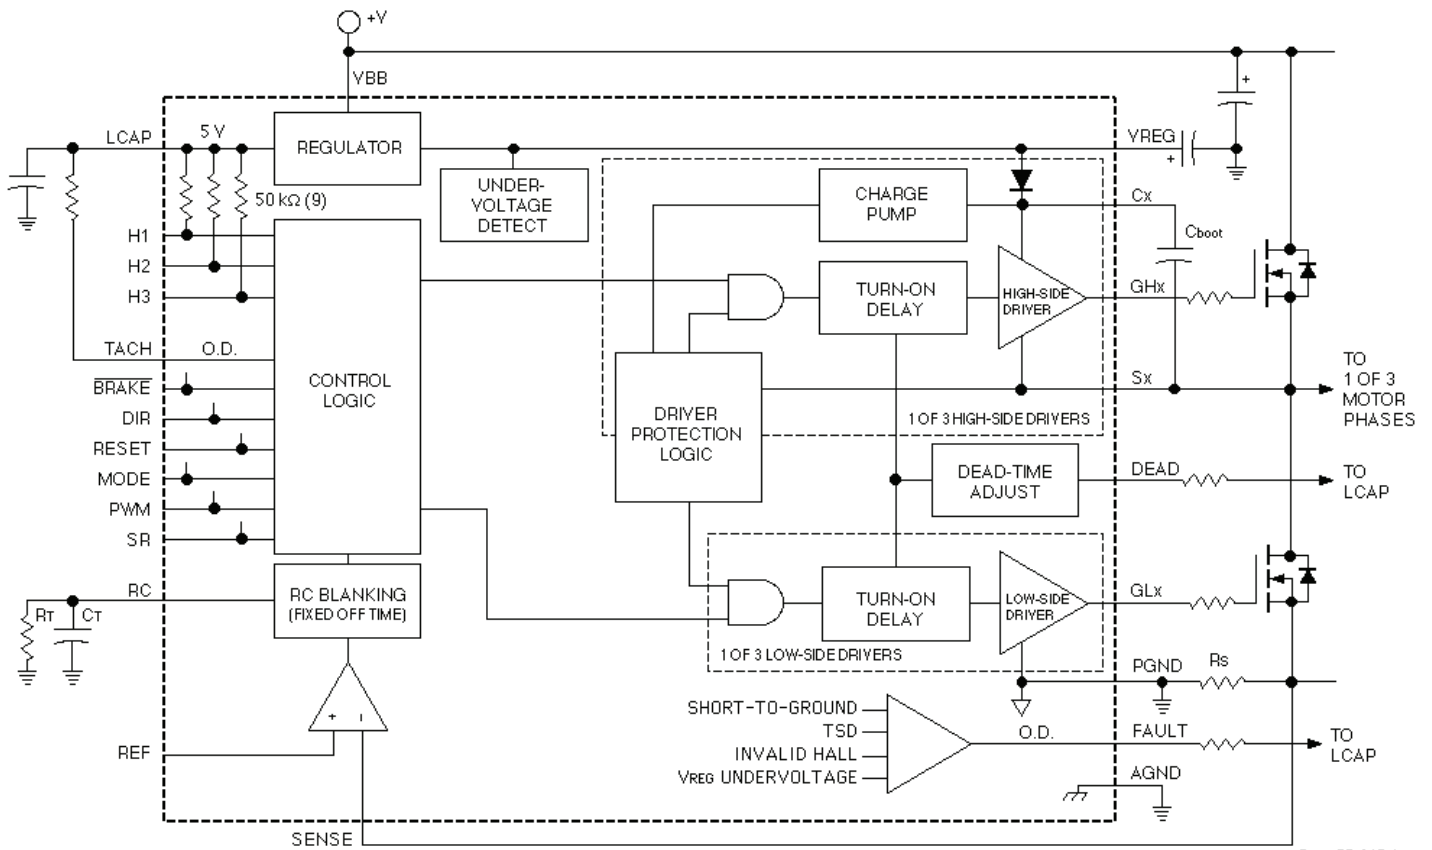 +V
VBB
LCAP
5 V
REGULATOR
VREG
+
+
50 kΩ (9)
UNDER-
VOLTAGE
DETECT
CHARGE
PUMP
Cx
Cboot
H1
H2
H3
TURN-ON
DELAY
HIGH-SIDE
DRIVER
GHx
TACH
O.D.
BRAKE
DIR
RESET
MODE
PWM
SR
CONTROL
LOGIC
DRIVER
PROTECTION
LOGIC
Sx
TO
1 OF 3
MOTOR
PHASES
1 OF 3 HIGH-SIDE DRIVERS
DEAD-TIME
ADJUST
DEAD
TO
LCAP
RC
RT
CT
RC BLANKING
(FIXED OFF TIME)
TURN-ON
DELAY
LOW-SIDE
DRIVER
GLx
1 OF 3 LOW-SIDE DRIVERS
PGND
RS
+
–
REF
SHORT-TO-GROUND
TSD
INVALID HALL
VREG UNDERVOLTAGE
O.D.
FAULT
TO
LCAP
AGND
SENSE